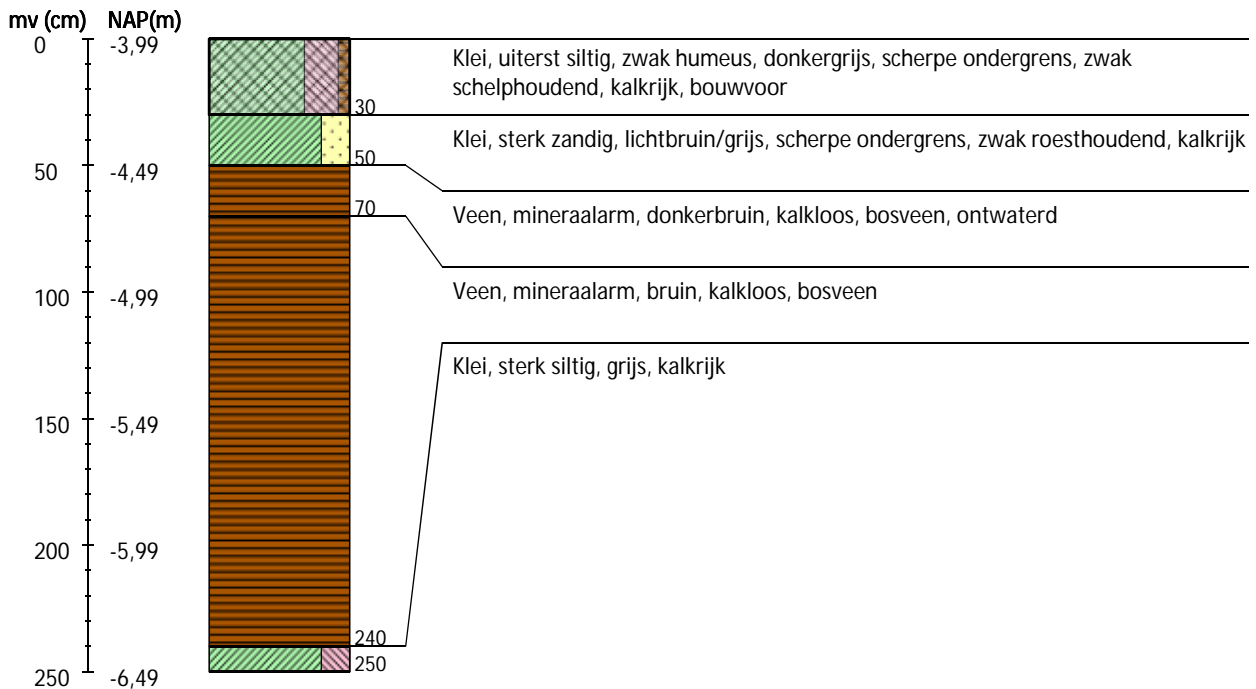 mv (cm) NAP(m)
0 -3,99
Klei, uiterst siltig, zwak humeus, donkergrijs, scherpe ondergrens, zwak
schelphoudend, kalkrijk, bouwvoor
30
Klei, sterk zandig, lichtbruin/grijs, scherpe ondergrens, zwak roesthoudend, kalkrijk
50
50 -4,49
70
Veen, mineraalarm, donkerbruin, kalkloos, bosveen, ontwaterd
100 -4,99
Veen, mineraalarm, bruin, kalkloos, bosveen
Klei, sterk siltig, grijs, kalkrijk
150 -5,49
200 -5,99
240
250
250 -6,49